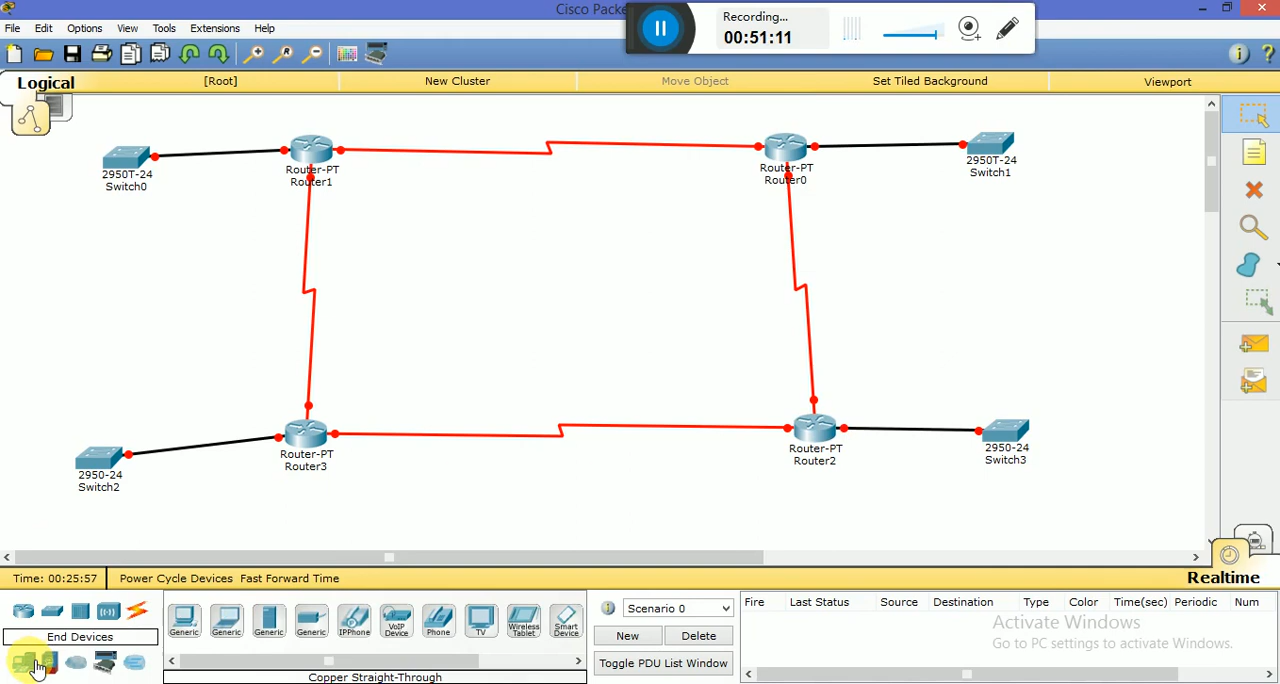 Cisco Packe
Recording...
00:51:11
File Edit Options View Tools Extensions Help
Logical
[Root]
New Cluster
Move Object
Set Tiled Background
Viewport
2950T-24
Switch0
Router-PT
Router1
Router-PT
Router0
2950T-24
Switch1
Router-PT
Router3
2950-24
Switch2
Router-PT
Router2
2950-24
Switch3
Time: 00:25:57 Power Cycle Devices Fast Forward Time
Realtime
End Devices
Generic
Generic
Generic
Generic
IPPhone
VoIP
Device
Phone
TV
Wireless
Tablet
Smart
Device
Copper Straight-Through
Scenario 0
New
Delete
Toggle PDU List Window
Fire Last Status Source Destination Type Color Time(sec) Periodic Num
Activate Windows
Go to PC settings to activate Windows.